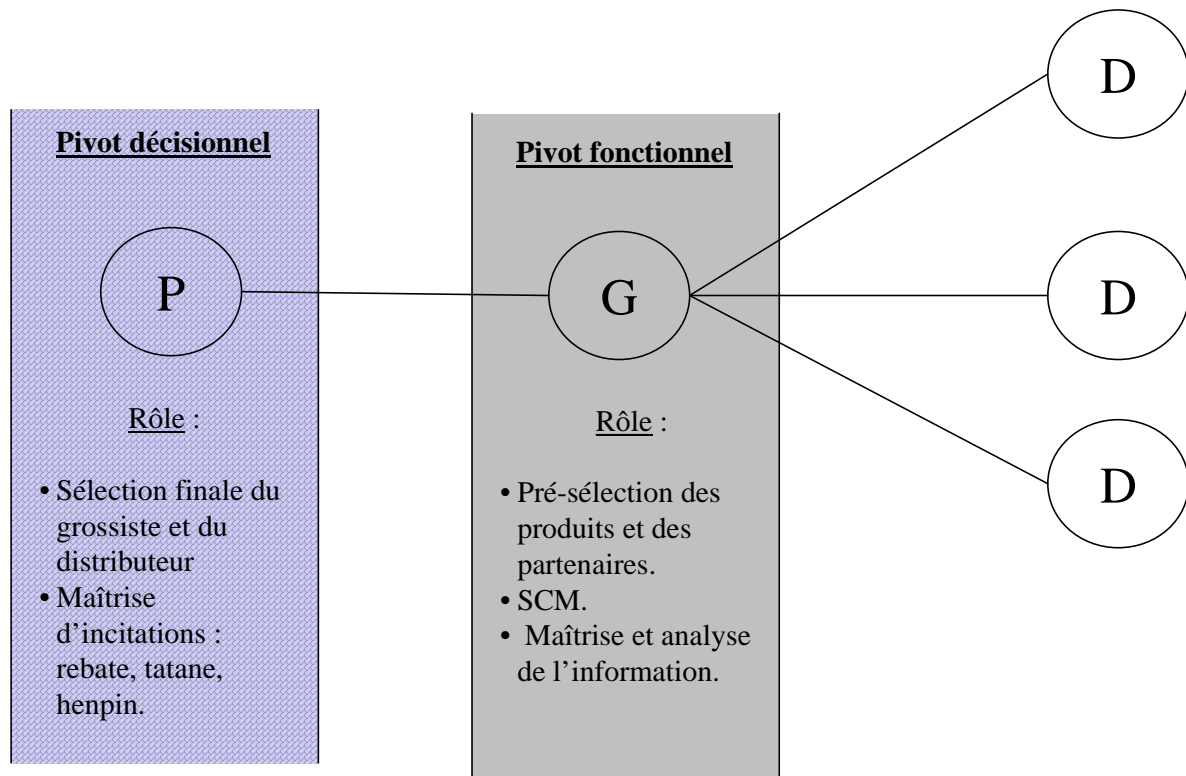 Pivot décisionnel
P
Rôle :
• Sélection finale du
grossiste et du
distributeur
• Maîtrise
d’incitations :
rebate, tatane,
henpin.
Pivot fonctionnel
G
Rôle :
• Pré-sélection des
produits et des
partenaires.
• SCM.
• Maîtrise et analyse
de l’information.
D
D
D